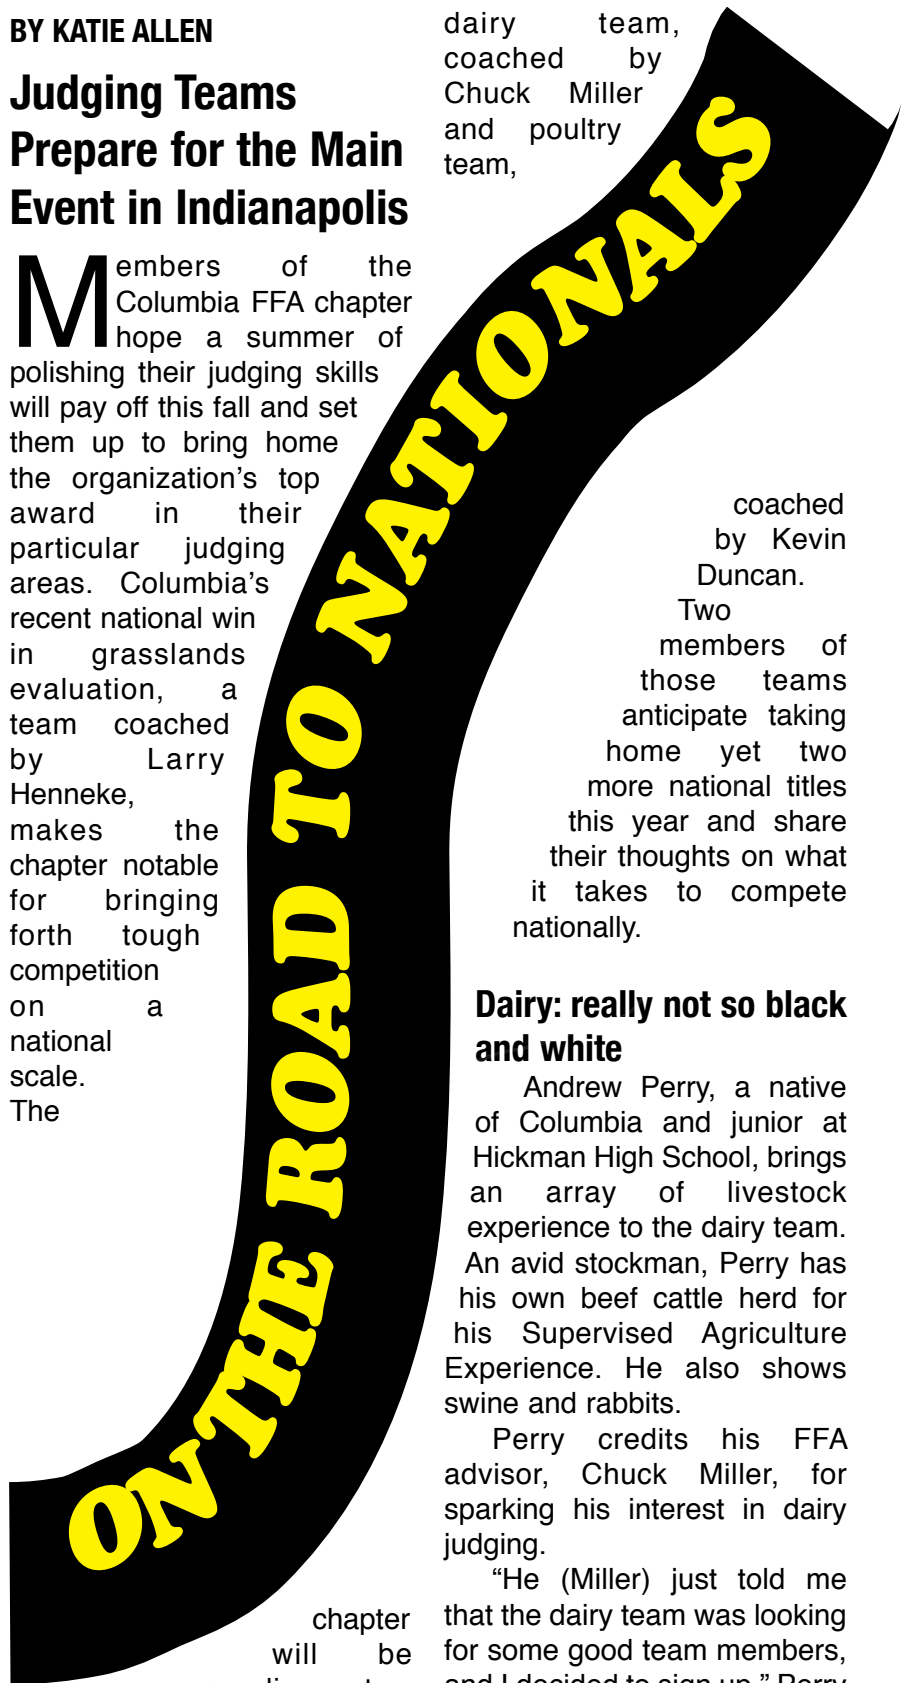 BY KATIE ALLEN
Judging Teams
Prepare for the Main
Event in Indianapolis
Members of the
Columbia FFA chapter
hope a summer of
polishing their judging skills
will pay off this fall and set
them up to bring home
the organization’s top
award in their
particular judging
areas. Columbia’s
recent national win
in grasslands
evaluation, a
team coached
by Larry
Henneke,
makes the
chapter notable
for bringing
forth tough
competition
on a
national
scale.
The
chapter
will be
ON THE ROAD TO NATIONALS
dairy team,
coached by
Chuck Miller
and poultry
team,
coached
by Kevin
Duncan.
Two
members of
those teams
anticipate taking
home yet two
more national titles
this year and share
their thoughts on what
it takes to compete
nationally.
Dairy: really not so black
and white
Andrew Perry, a native
of Columbia and junior at
Hickman High School, brings
an array of livestock
experience to the dairy team.
An avid stockman, Perry has
his own beef cattle herd for
his Supervised Agriculture
Experience. He also shows
swine and rabbits.
Perry credits his FFA
advisor, Chuck Miller, for
sparking his interest in dairy
judging.
“He (Miller) just told me
that the dairy team was looking
for some good team members,
and I decided to sign up,” Perry